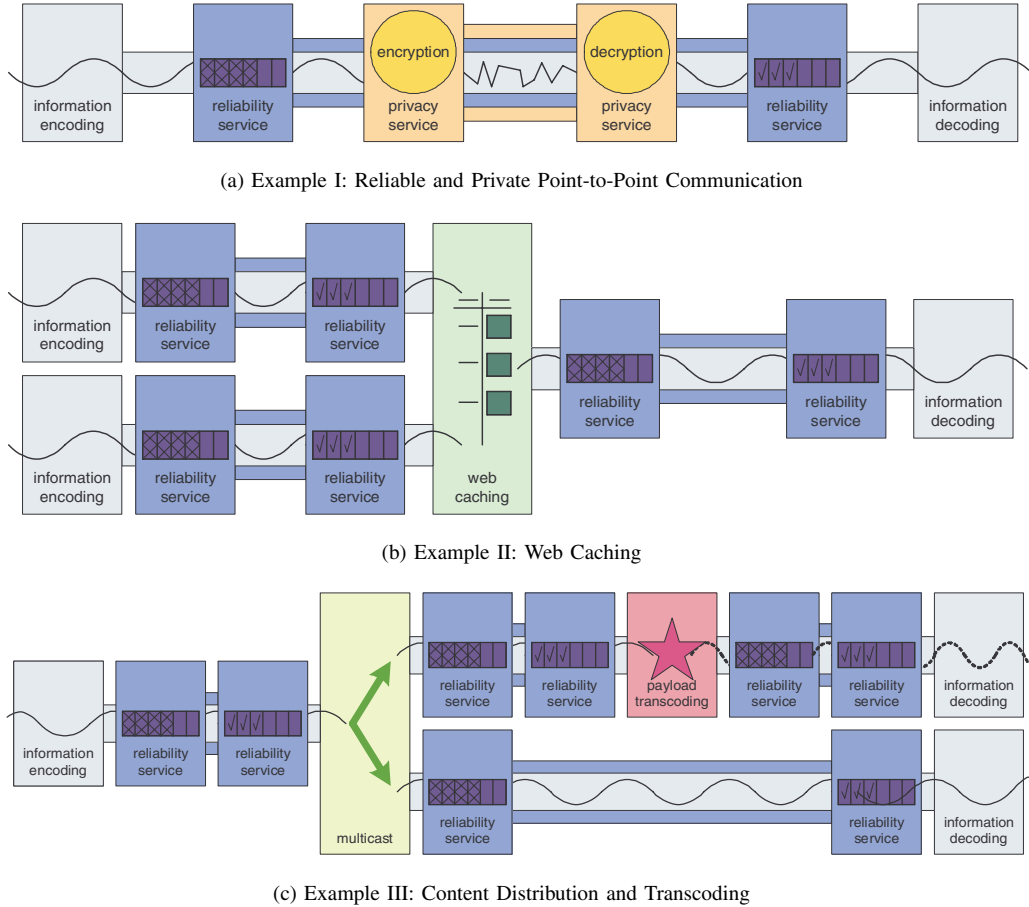 encryption
decryption
information
encoding
reliability
service
privacy
service
privacy
service
reliability
service
information
decoding
(a) Example I: Reliable and Private Point-to-Point Communication
information
encoding
reliability
service
reliability
service
information
encoding
reliability
service
reliability
service
web
caching
reliability
service
reliability
service
information
decoding
(b) Example II: Web Caching
information
encoding
reliability
service
reliability
service
multicast
reliability
service
reliability
service
payload
transcoding
reliability
service
reliability
service
information
decoding
reliability
service
reliability
service
information
decoding
(c) Example III: Content Distribution and Transcoding